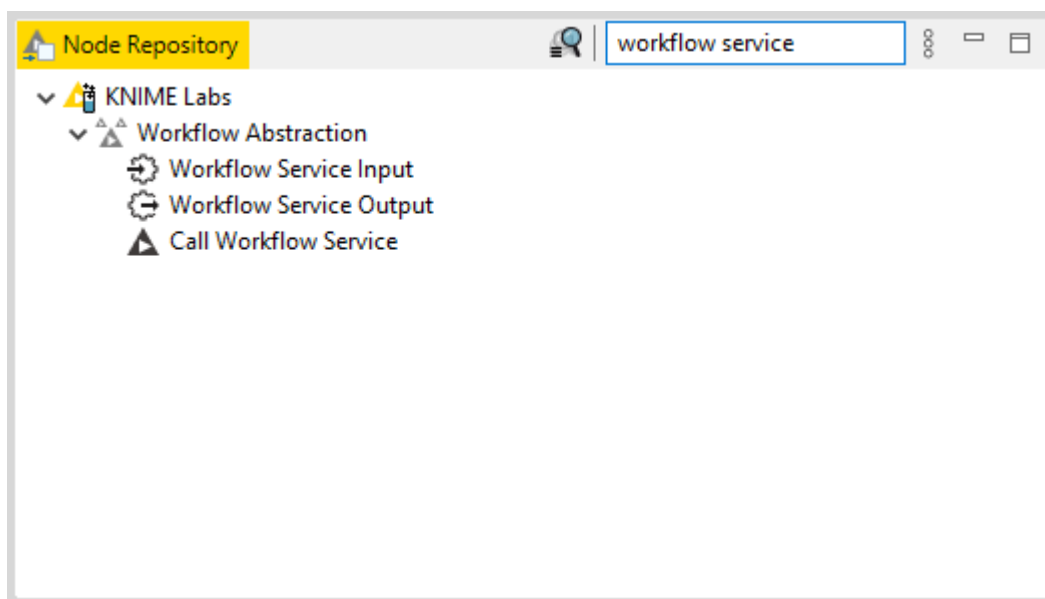 Node Repository
workflow service
KNIME Labs
Workflow Abstraction
Workflow Service Input
Workflow Service Output
Call Workflow Service